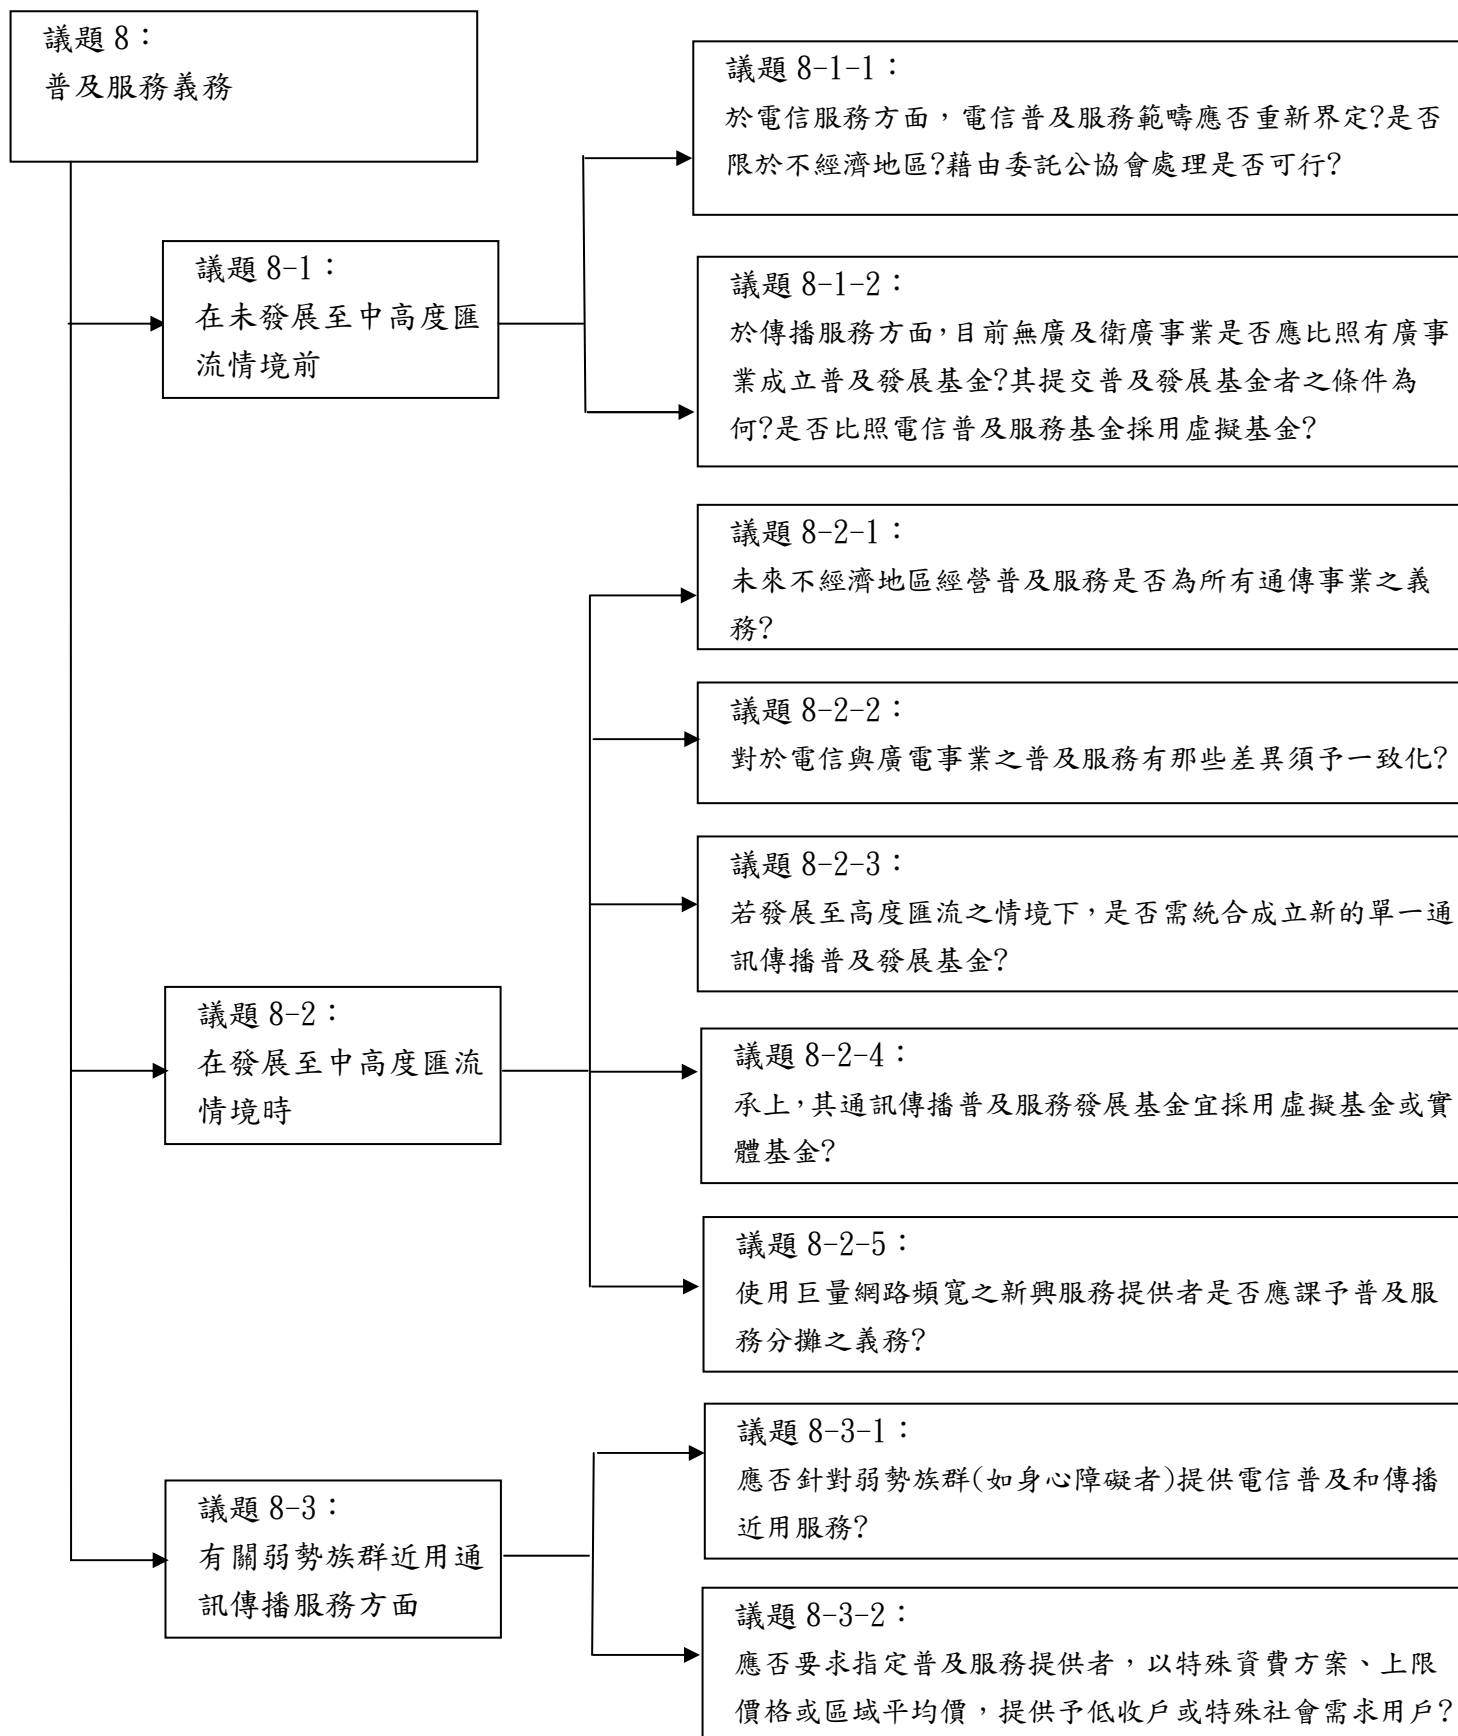 議題 8：
普及服務義務
議題 8-1：
在未發展至中高度匯
流情境前
議題 8-1-1：
於電信服務方面，電信普及服務範疇應否重新界定?是否
限於不經濟地區?藉由委託公協會處理是否可行?
議題 8-1-2：
於傳播服務方面，目前無廣及衛廣事業是否應比照有廣事
業成立普及發展基金?其提交普及發展基金者之條件為
何?是否比照電信普及服務基金採用虛擬基金?
議題 8-2：
在發展至中高度匯流
情境時
議題 8-2-1：
未來不經濟地區經營普及服務是否為所有通傳事業之義
務?
議題 8-2-2：
對於電信與廣電事業之普及服務有那些差異須予一致化?
議題 8-2-3：
若發展至高度匯流之情境下，是否需統合成立新的單一通
訊傳播普及發展基金?
議題 8-2-4：
承上，其通訊傳播普及服務發展基金宜採用虛擬基金或實
體基金?
議題 8-2-5：
使用巨量網路頻寬之新興服務提供者是否應課予普及服
務分攤之義務?
議題 8-3：
有關弱勢族群近用通
訊傳播服務方面
議題 8-3-1：
應否針對弱勢族群(如身心障礙者)提供電信普及和傳播
近用服務?
議題 8-3-2：
應否要求指定普及服務提供者，以特殊資費方案、上限
價格或區域平均價，提供予低收戶或特殊社會需求用戶?